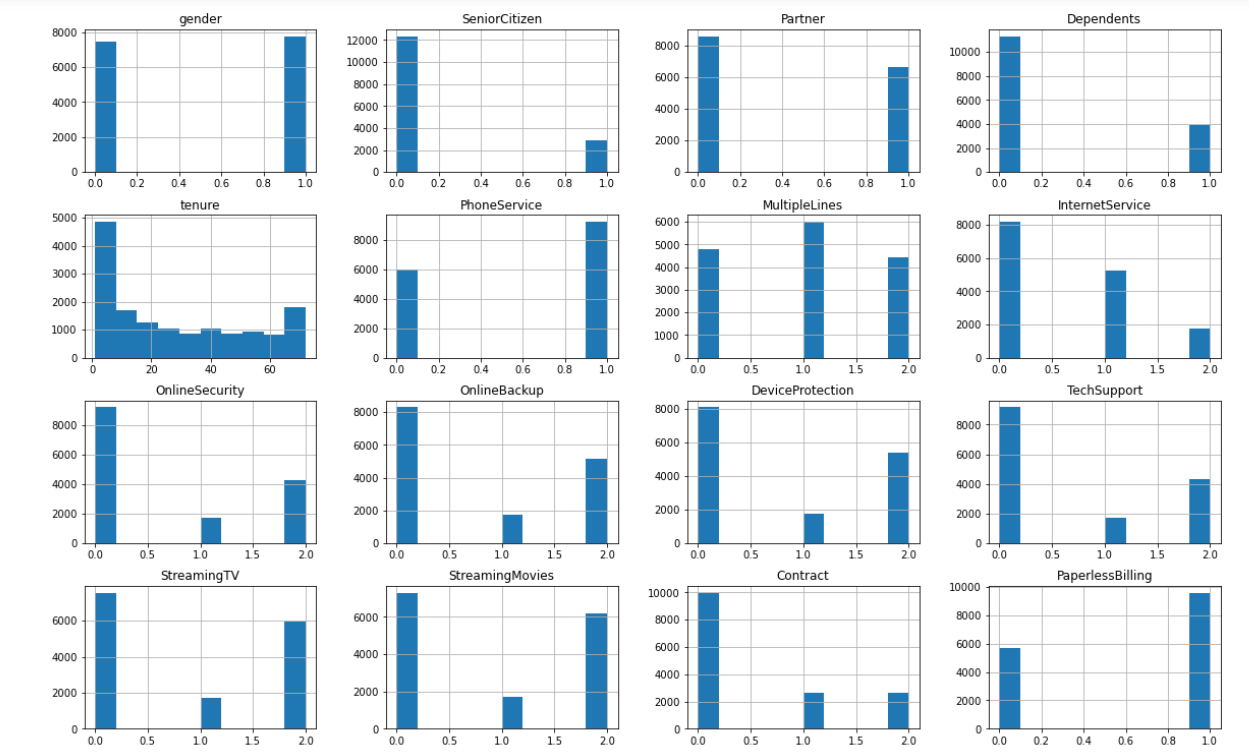 gender SeniorCitizen Partner Dependents
8000 6000 4000 2000 0
12000 10000 8000 6000 4000 2000 0
8000 6000 4000 2000 0
10000 8000 6000 4000 2000 0
0.0 0.2 0.4 0.6 0.8 1.0 0.0 0.2 0.4 0.6 0.8 1.0 0.0 0.2 0.4 0.6 0.8 1.0 0.0 0.2 0.4 0.6 0.8 1.0
tenure PhoneService MultipleLines InternetService
5000 4000 3000 2000 1000 0
8000 6000 4000 2000 0
6000 5000 4000 3000 2000 1000 0
8000 6000 4000 2000 0
0 20 40 60 0.0 0.2 0.4 0.6 0.8 1.0 0.0 0.5 1.0 1.5 2.0 0.0 0.5 1.0 1.5 2.0
OnlineSecurity OnlineBackup DeviceProtection TechSupport
8000 6000 4000 2000 0
8000 6000 4000 2000 0
8000 6000 4000 2000 0
8000 6000 4000 2000 0
0.0 0.5 1.0 1.5 2.0 0.0 0.5 1.0 1.5 2.0 0.0 0.5 1.0 1.5 2.0 0.0 0.5 1.0 1.5 2.0
StreamingTV StreamingMovies Contract PaperlessBilling
6000 4000 2000 0
6000 4000 2000 0
10000 8000 6000 4000 2000 0
10000 8000 6000 4000 2000 0
0.0 0.5 1.0 1.5 2.0 0.0 0.5 1.0 1.5 2.0 0.0 0.5 1.0 1.5 2.0 0.0 0.2 0.4 0.6 0.8 1.0